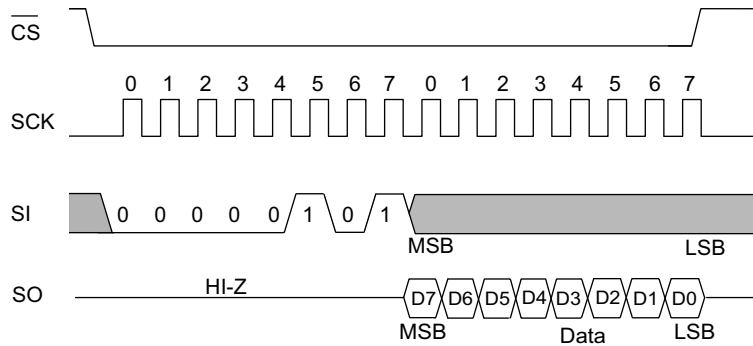 CS
0 1 2 3 4 5 6 7 0 1 2 3 4 5 6 7
SCK
SI 0 0 0 0 0 1 0 1
MSB LSB
HI-Z
SO D7 D6 D5 D4 D3 D2 D1 D0
MSB Data LSB